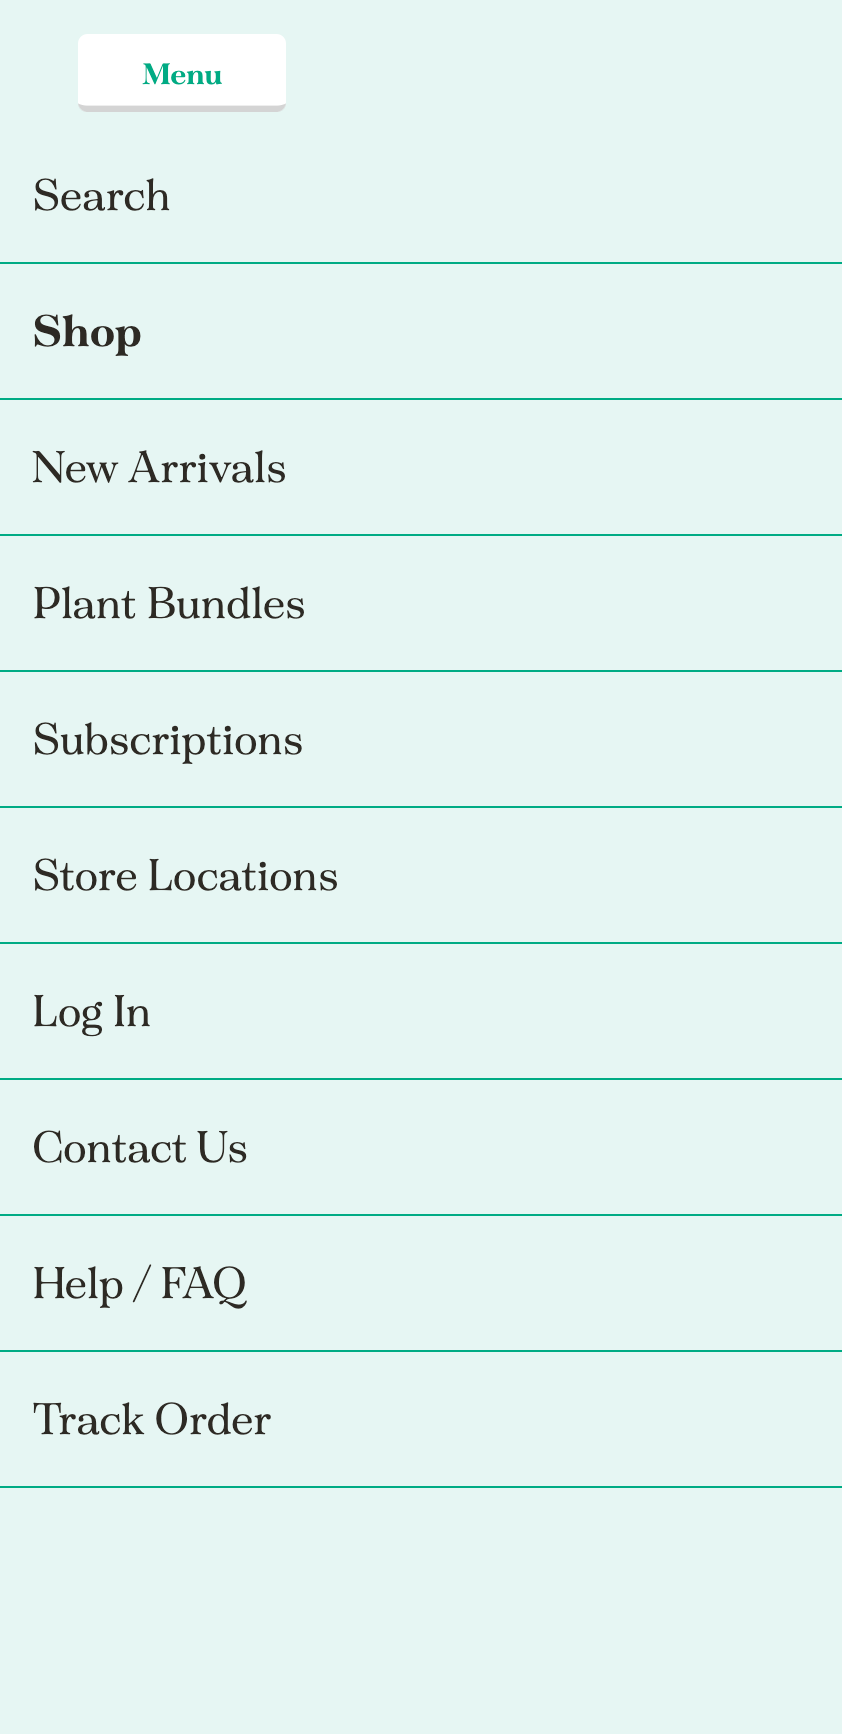 Menu
Search
Shop
New Arrivals
Plant Bundles
Subscriptions
Store Locations
Log In
Contact Us
Help / FAQ
Track Order